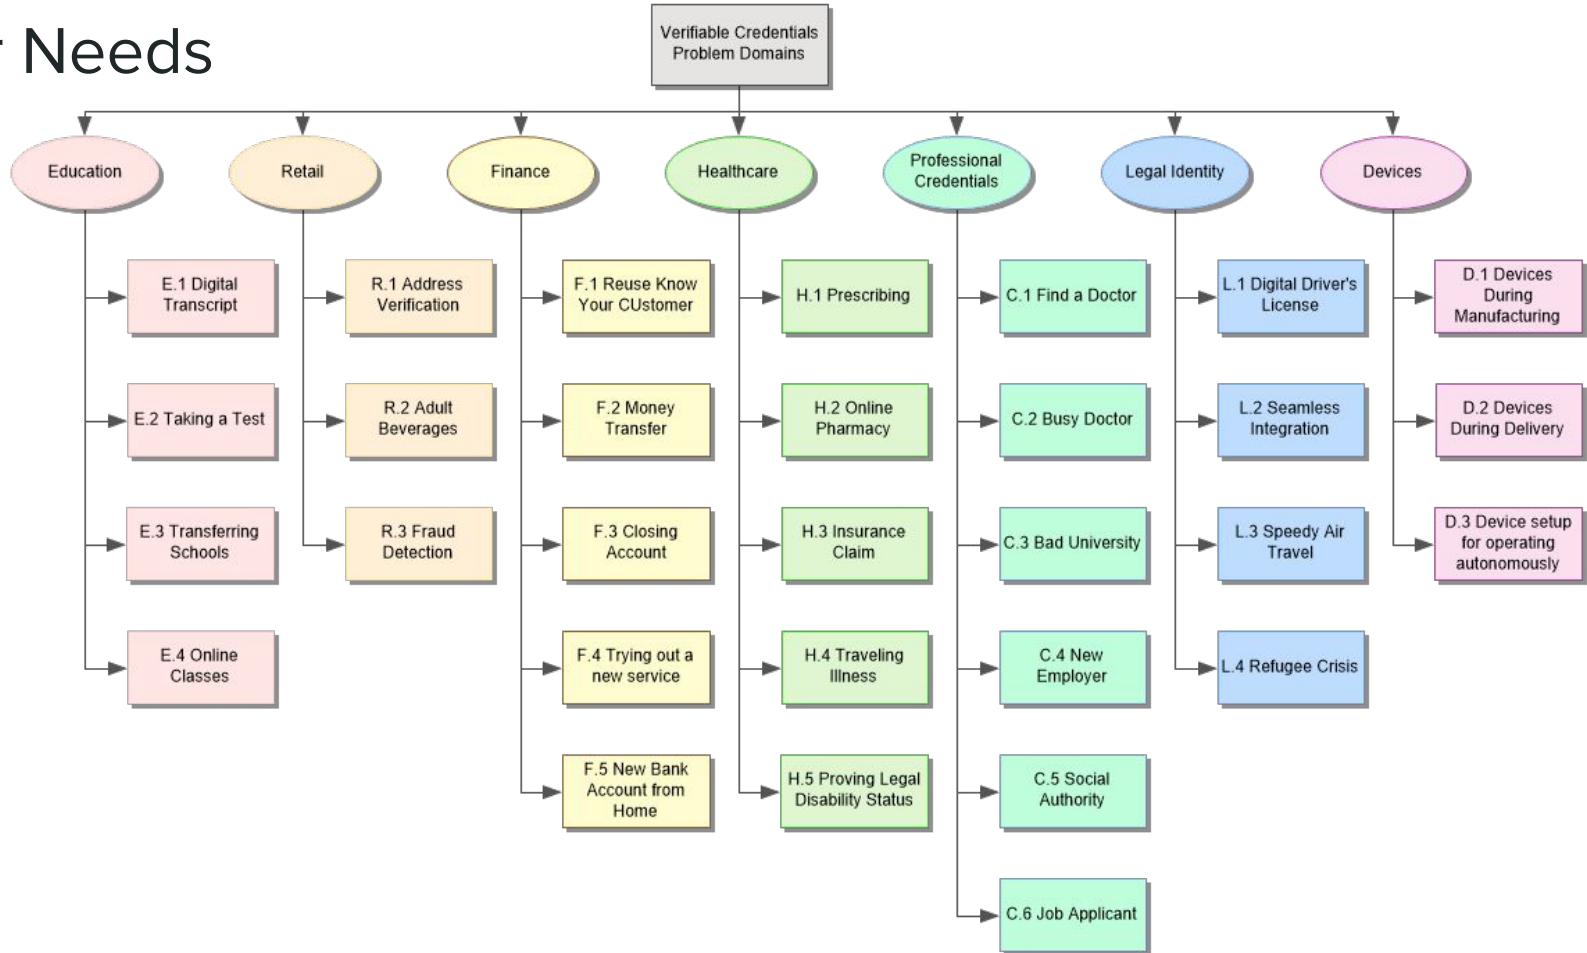 r Needs
Verifiable Credentials
Problem Domains
Education
Retail
Finance
Healthcare
Professional
Credentials
Legal Identity
Devices
E.1 Digital
Transcript
E.2 Taking a Test
E.3 Transferring
Schools
E.4 Online
Classes
R.1 Address
Verification
R.2 Adult
Beverages
R.3 Fraud
Detection
F.1 Reuse Know
Your CUstomer
F.2 Money
Transfer
F.3 Closing
Account
F.4 Trying out a
new service
F.5 New Bank
Account from
Home
H.1 Prescribing
H.2 Online
Pharmacy
H.3 Insurance
Claim
H.4 Traveling
Illness
H.5 Proving Legal
Disability Status
C.1 Find a Doctor
C.2 Busy Doctor
C.3 Bad University
C.4 New
Employer
C.5 Social
Authority
C.6 Job Applicant
L.1 Digital Driver's
License
L.2 Seamless
Integration
L.3 Speedy Air
Travel
L.4 Refugee Crisis
D.1 Devices
During
Manufacturing
D.2 Devices
During Delivery
D.3 Device setup
for operating
autonomously